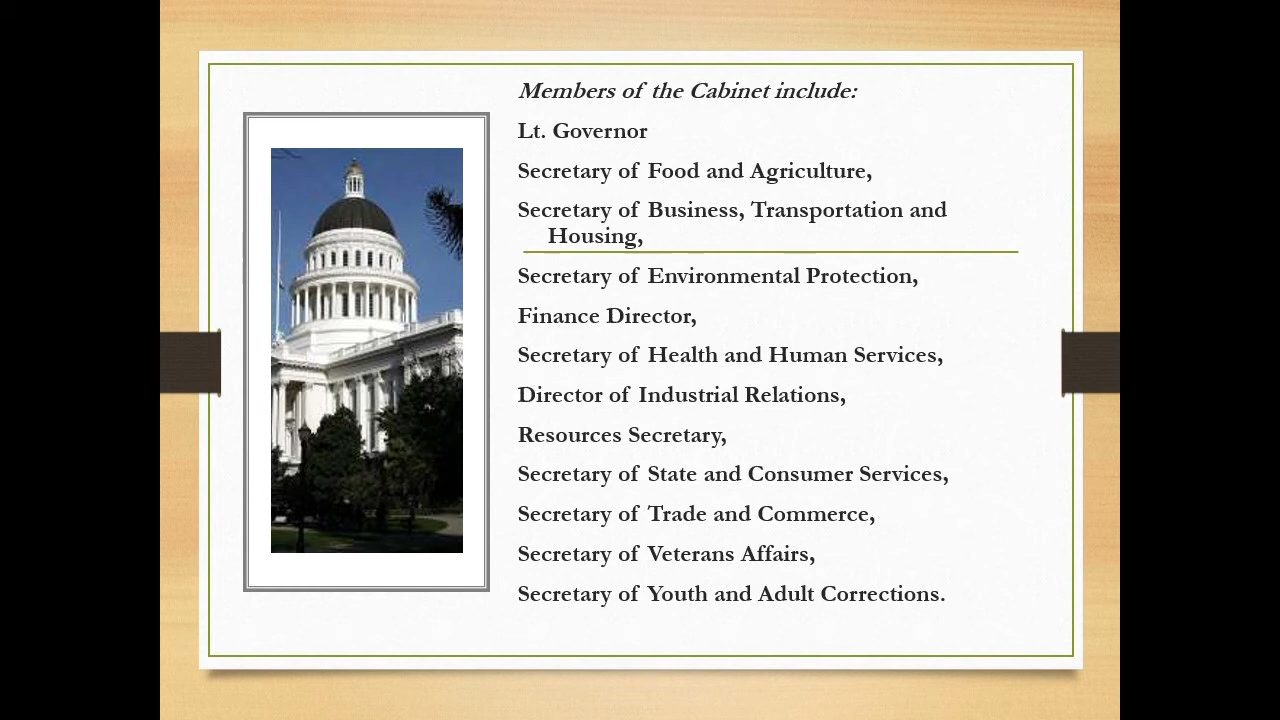 Members of the Cabinet include:
Lt. Governor
Secretary of Food and Agriculture,
Secretary of Business, Transportation and
Housing,
Secretary of Environmental Protection,
Finance Director,
Secretary of Health and Human Services,
Director of Industrial Relations,
Resources Secretary,
Secretary of State and Consumer Services,
Secretary of Trade and Commerce,
Secretary of Veterans Affairs,
Secretary of Youth and Adult Corrections.